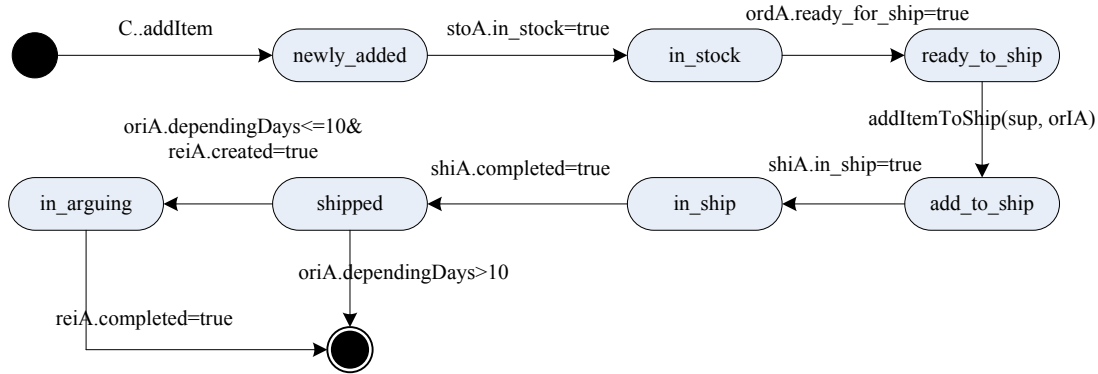 C..addItem
newly_added
stoA.in_stock=true
in_stock
ordA.ready_for_ship=true
ready_to_ship
addItemToShip(sup, orIA)
add_to_ship
shiA.in_ship=true
in_ship
shiA.completed=true
shipped
oriA.dependingDays<=10&
reiA.created=true
in_arguing
oriA.dependingDays>10
reiA.completed=true